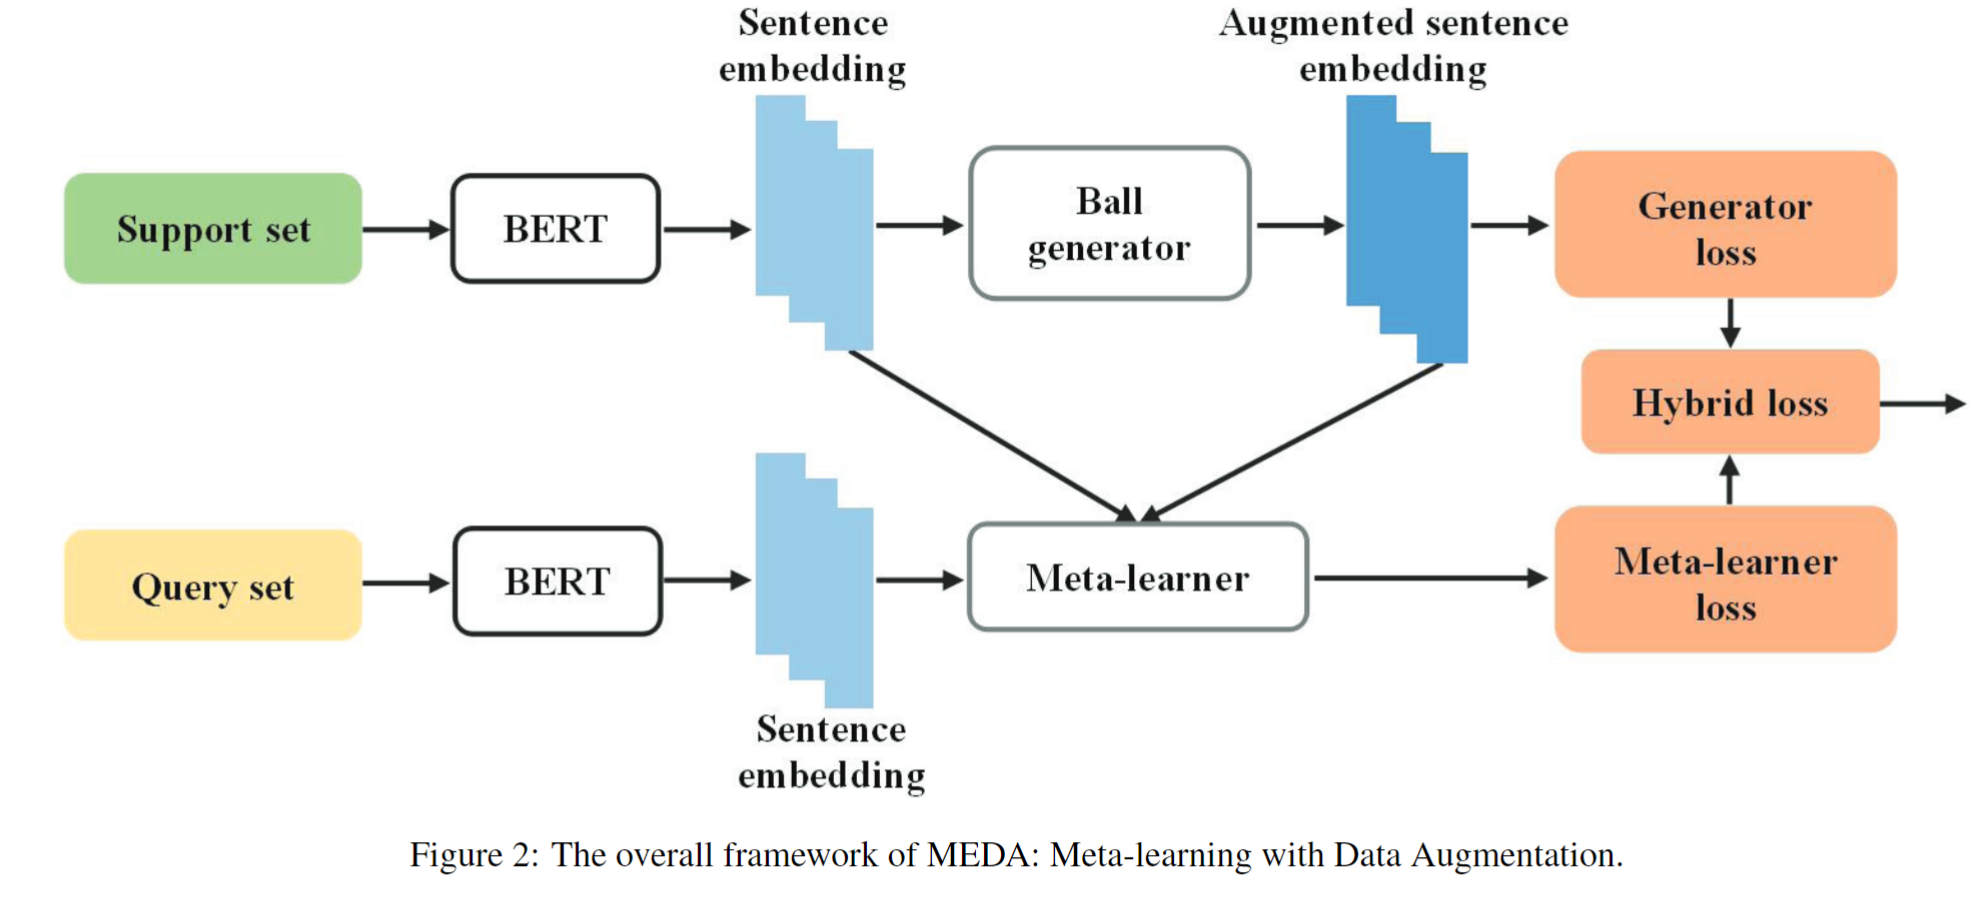 Sentence
embedding
Augmented sentence
embedding
Support set
BERT
Ball
generator
Generator
loss
Hybrid loss
Query set
BERT
Meta-learner
Meta-learner
loss
Sentence
embedding
Figure 2: The overall framework of MEDA: Meta-learning with Data Augmentation.